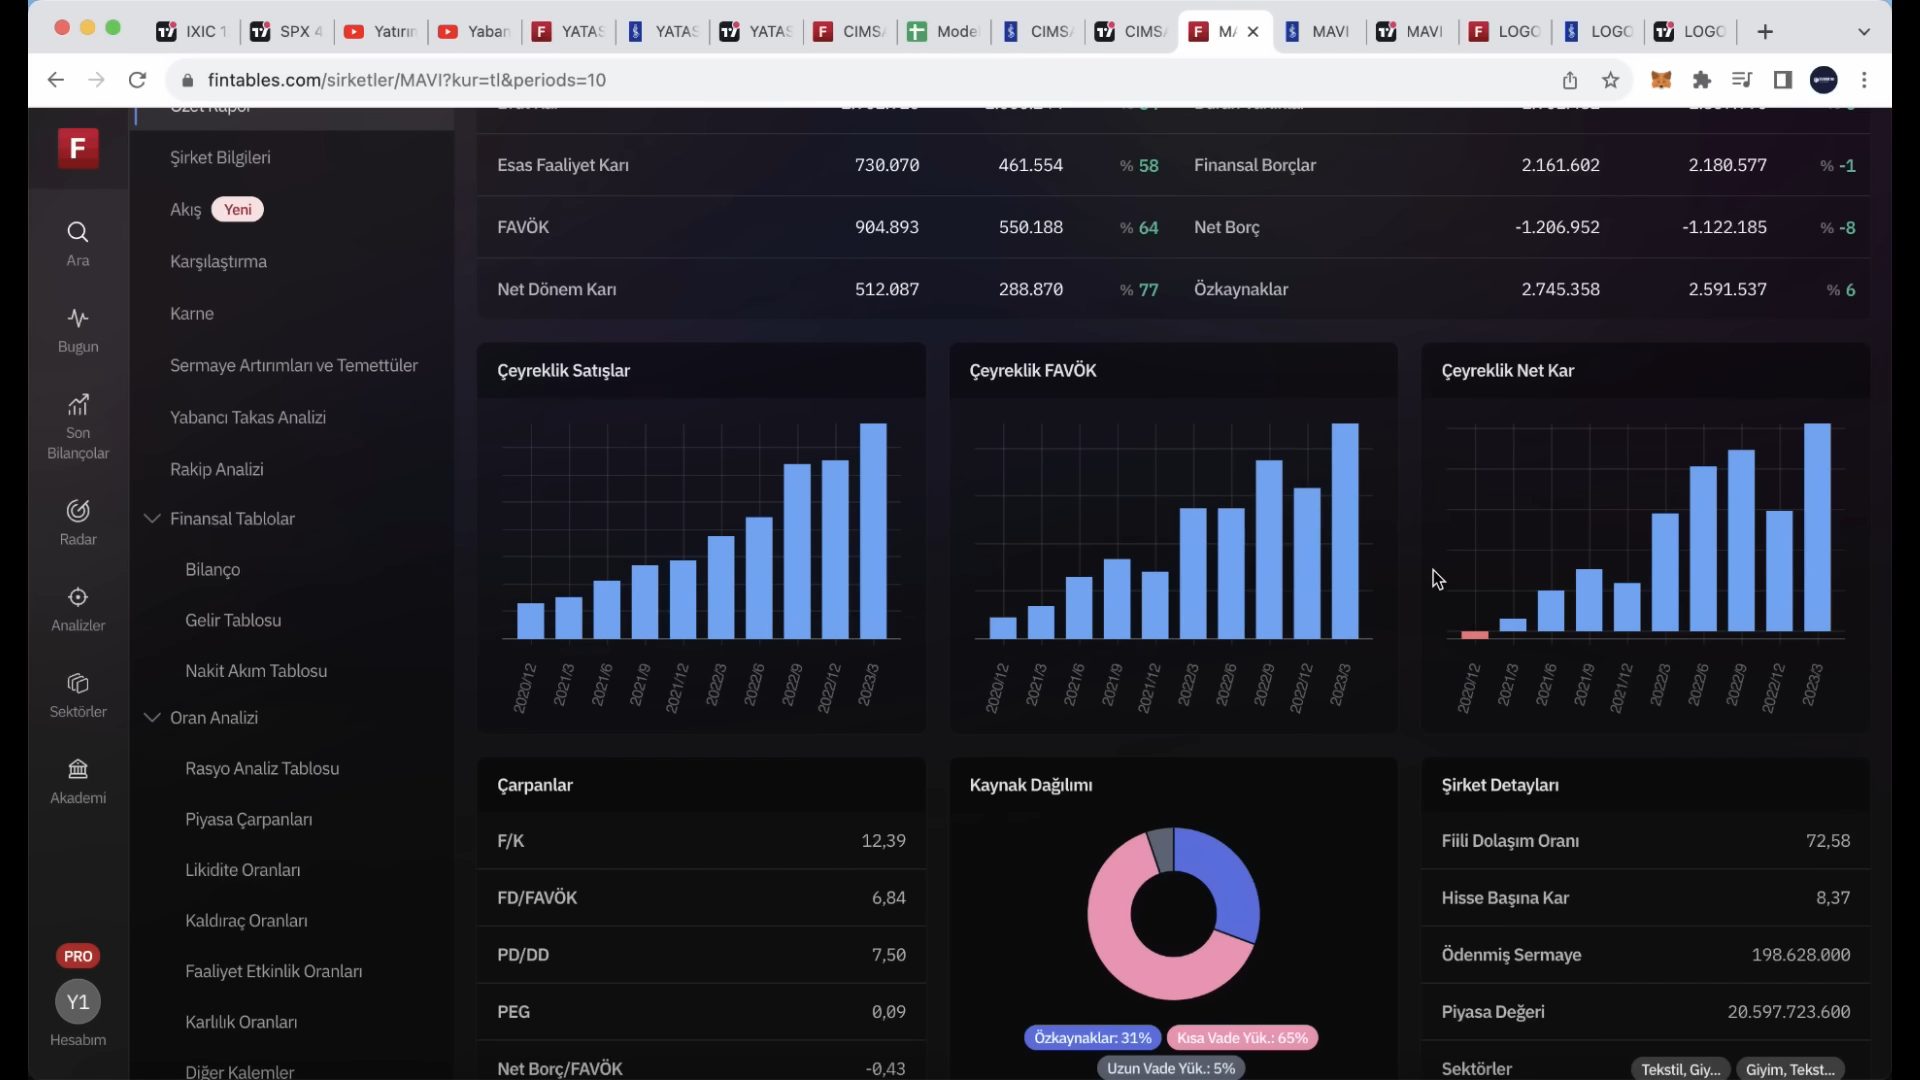 IXIC 1
SPX 4
Yatırın
Yaban
YATAS
YATAS
YATAS
CIMSA
Model
CIMSA
CIMSA
MA
MAVI
MAVI
LOGO
LOGO
LOGO
fintables.com/sirketler/MAVI?kur=tl&periods=10
F
Ara
Bugun
Son
Bilançolar
Radar
Analizler
Sektörler
Akademi
PRO
Y1
Hesabım
Özet Rapor
Şirket Bilgileri
Akış Yeni
Karşılaştırma
Karne
Sermaye Artırımları ve Temettüler
Yabancı Takas Analizi
Rakip Analizi
Finansal Tablolar
Bilanço
Gelir Tablosu
Nakit Akım Tablosu
Oran Analizi
Rasyo Analiz Tablosu
Piyasa Çarpanları
Likidite Oranları
Kaldıraç Oranları
Faaliyet Etkinlik Oranları
Karlılık Oranları
Diğer Kalemler
Esas Faaliyet Karı 730.070 461.554 % 58 Finansal Borçlar 2.161.602 2.180.577 % -1
FAVÖK 904.893 550.188 % 64 Net Borç -1.206.952 -1.122.185 % -8
Net Dönem Karı 512.087 288.870 % 77 Özkaynaklar 2.745.358 2.591.537 % 6
Çeyreklik Satışlar
2020/12 2021/3 2021/6 2021/9 2021/12 2022/3 2022/6 2022/9 2022/12 2023/3
Çeyreklik FAVÖK
2020/12 2021/3 2021/6 2021/9 2021/12 2022/3 2022/6 2022/9 2022/12 2023/3
Çeyreklik Net Kar
2020/12 2021/3 2021/6 2021/9 2021/12 2022/3 2022/6 2022/9 2022/12 2023/3
Çarpanlar
F/K 12,39
FD/FAVÖK 6,84
PD/DD 7,50
PEG 0,09
Net Borç/FAVÖK -0,43
Kaynak Dağılımı
Özkaynaklar: 31% Kısa Vade Yük.: 65%
Uzun Vade Yük.: 5%
Şirket Detayları
Fiili Dolaşım Oranı 72,58
Hisse Başına Kar 8,37
Ödenmiş Sermaye 198.628.000
Piyasa Değeri 20.597.723.600
Sektörler Tekstil, Giy... Giyim, Tekst...